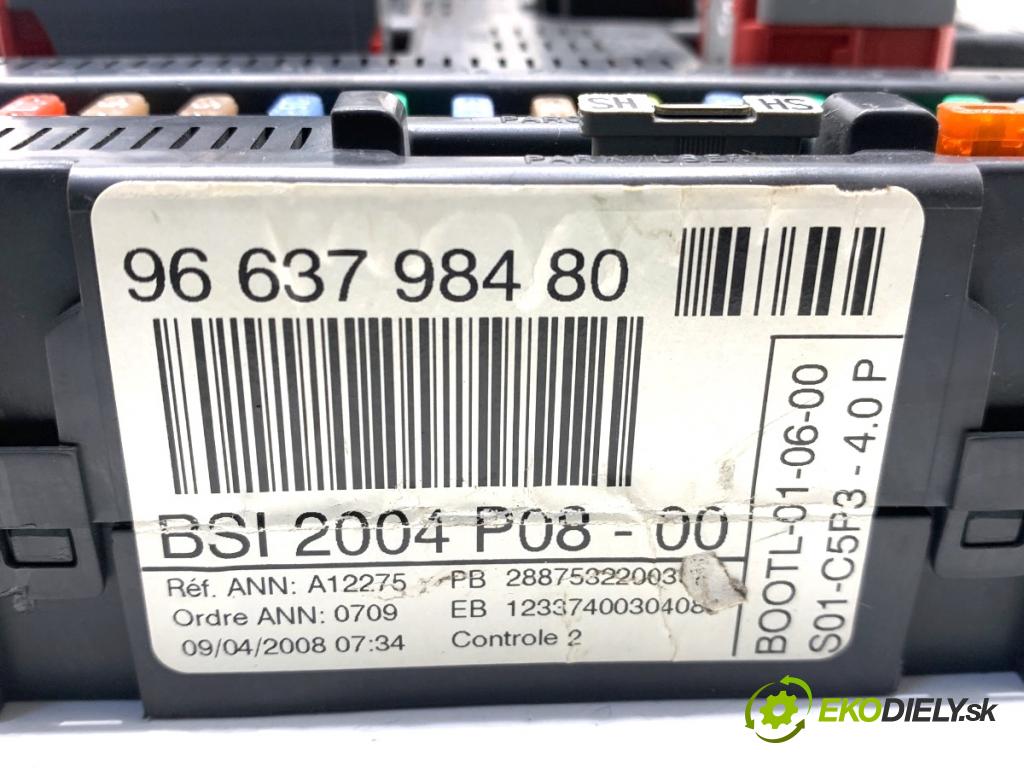 SH HS
96 637 984 80
BSI 2004 P08 - 00
Réf. ANN: A12275 PB
Ordre ANN: 0709 EB
09/04/2008 07:34 Controle 2
BOOTL-01-06-00
S01-C5P3 - 4.0 P
EKODIELY.sk